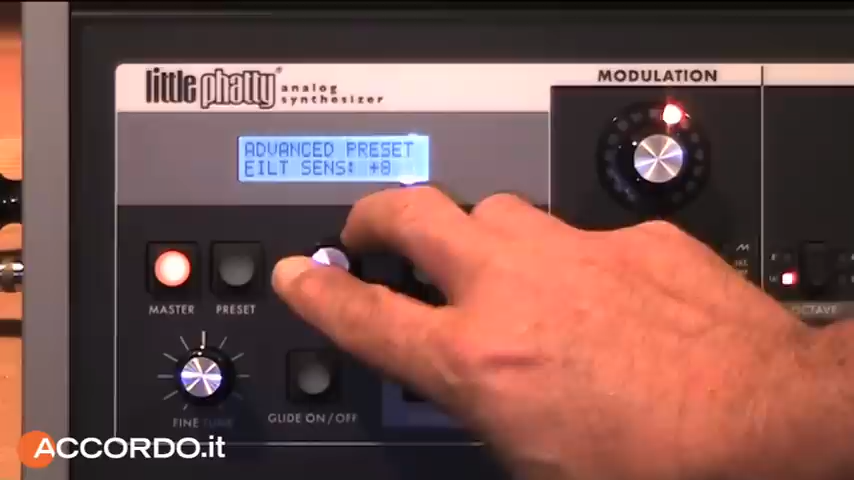 little phatty®
analog
synthesizer
MODULATION
ADVANCED PRESET
EILT SENS: +8
MASTER
PRESET
OCTAVE
FINE TUNE
GLIDE ON/OFF
ACCORDO.it